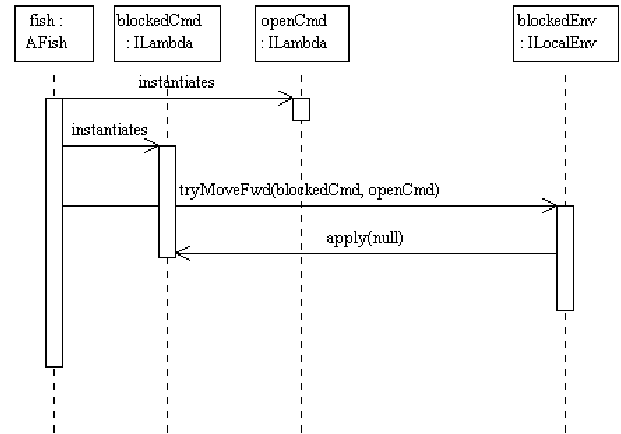 fish :
AFish
blockedCmd
: ILambda
openCmd
: ILambda
blockedEnv
: ILocalEnv
instantiates
instantiates
tryMoveFwd(blockedCmd, openCmd)
apply(null)